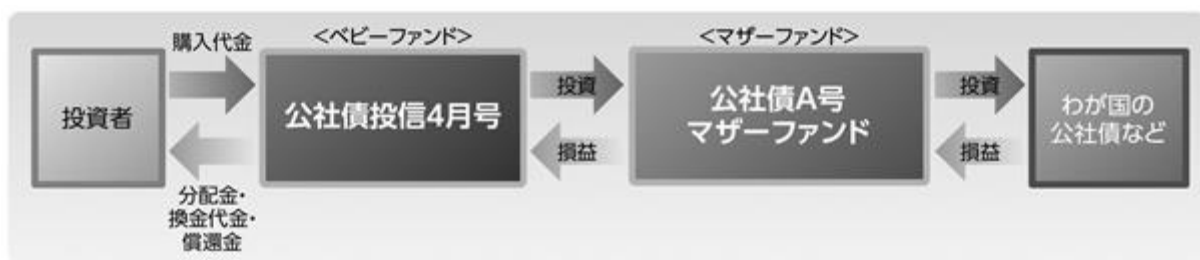 投資者
購入代金
分配金・
換金代金・
償還金
<ベビーファンド>
公社債投信4月号
投資
損益
<マザーファンド>
公社債A号
マザーファンド
投資
損益
わが国の
公社債など